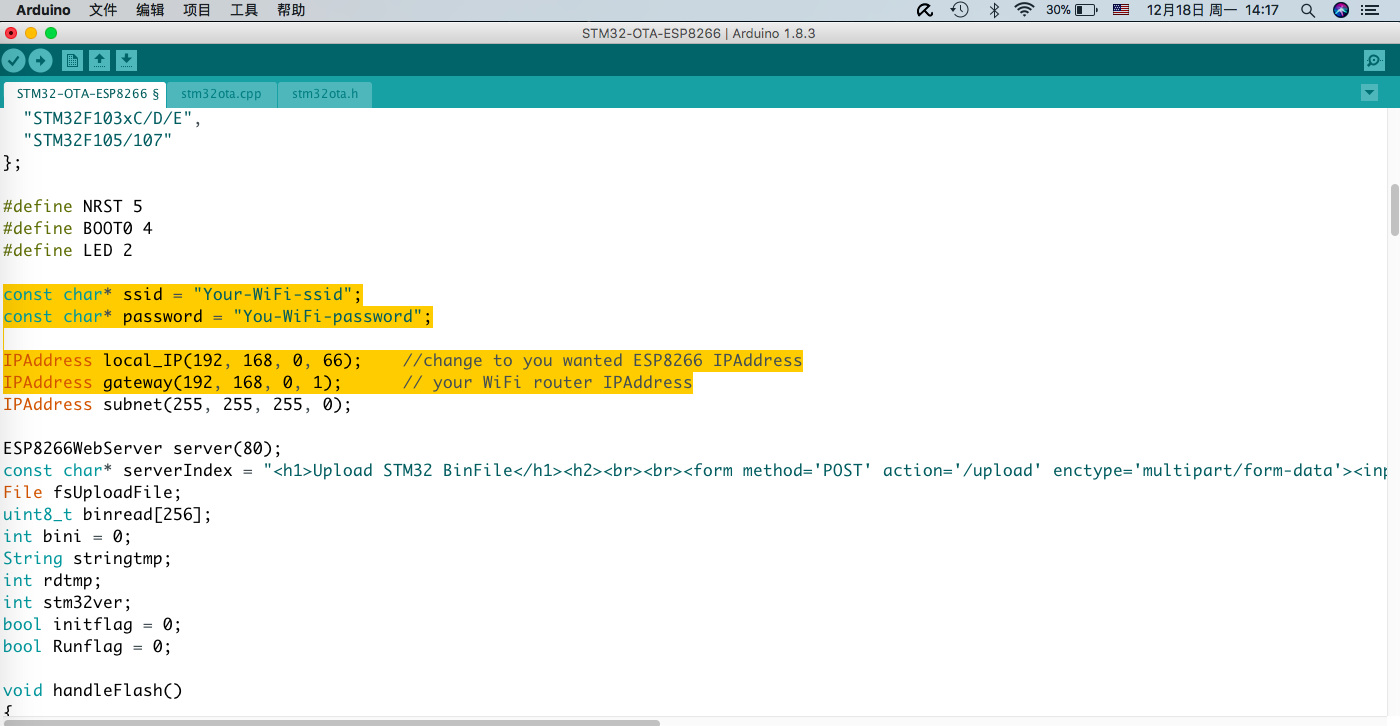 Arduino 文件 编辑 项目 工具 帮助 30% 12月18日 周一 14:17
STM32-OTA-ESP8266 | Arduino 1.8.3
STM32-OTA-ESP8266 § stm32ota.cpp stm32ota.h
"STM32F103xC/D/E",
"STM32F105/107"
};
#define NRST 5
#define BOOT0 4
#define LED 2
const char* ssid = "Your-WiFi-ssid";
const char* password = "You-WiFi-password";
IPAddress local_IP(192, 168, 0, 66); //change to you wanted ESP8266 IPAddress
IPAddress gateway(192, 168, 0, 1); // your WiFi router IPAddress
IPAddress subnet(255, 255, 255, 0);
ESP8266WebServer server(80);
const char* serverIndex = "<h1>Upload STM32 BinFile</h1><h2><br><br><form method='POST' action='/upload' enctype='multipart/form-data'><inp
File fsUploadFile;
uint8_t binread[256];
int bini = 0;
String stringtmp;
int rdtmp;
int stm32ver;
bool initflag = 0;
bool Runflag = 0;
void handleFlash()
{